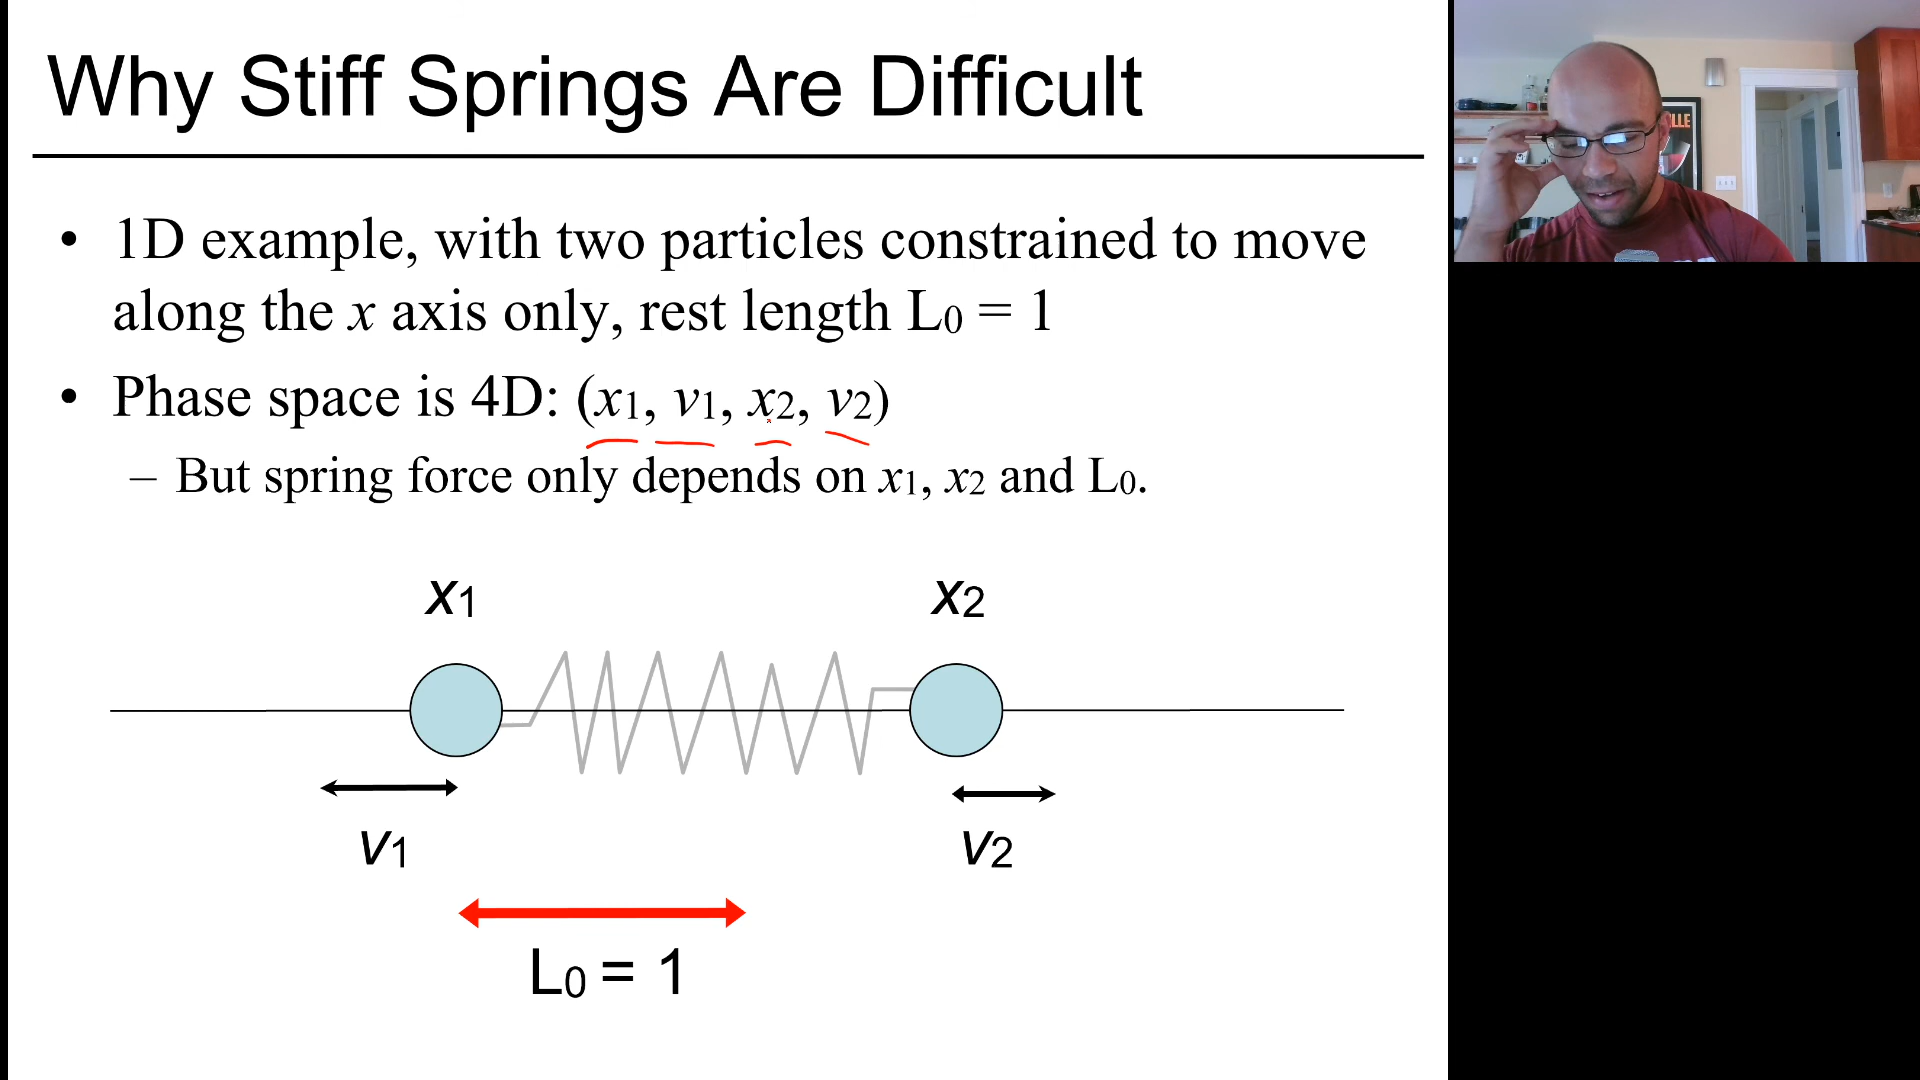 Why Stiff Springs Are Difficult
• 1D example, with two particles constrained to move
along the x axis only, rest length L₀ = 1
• Phase space is 4D: (x₁, v₁, x₂, v₂)
– But spring force only depends on x₁, x₂ and L₀.
x₁ x₂
v₁ v₂
L₀ = 1
LLE